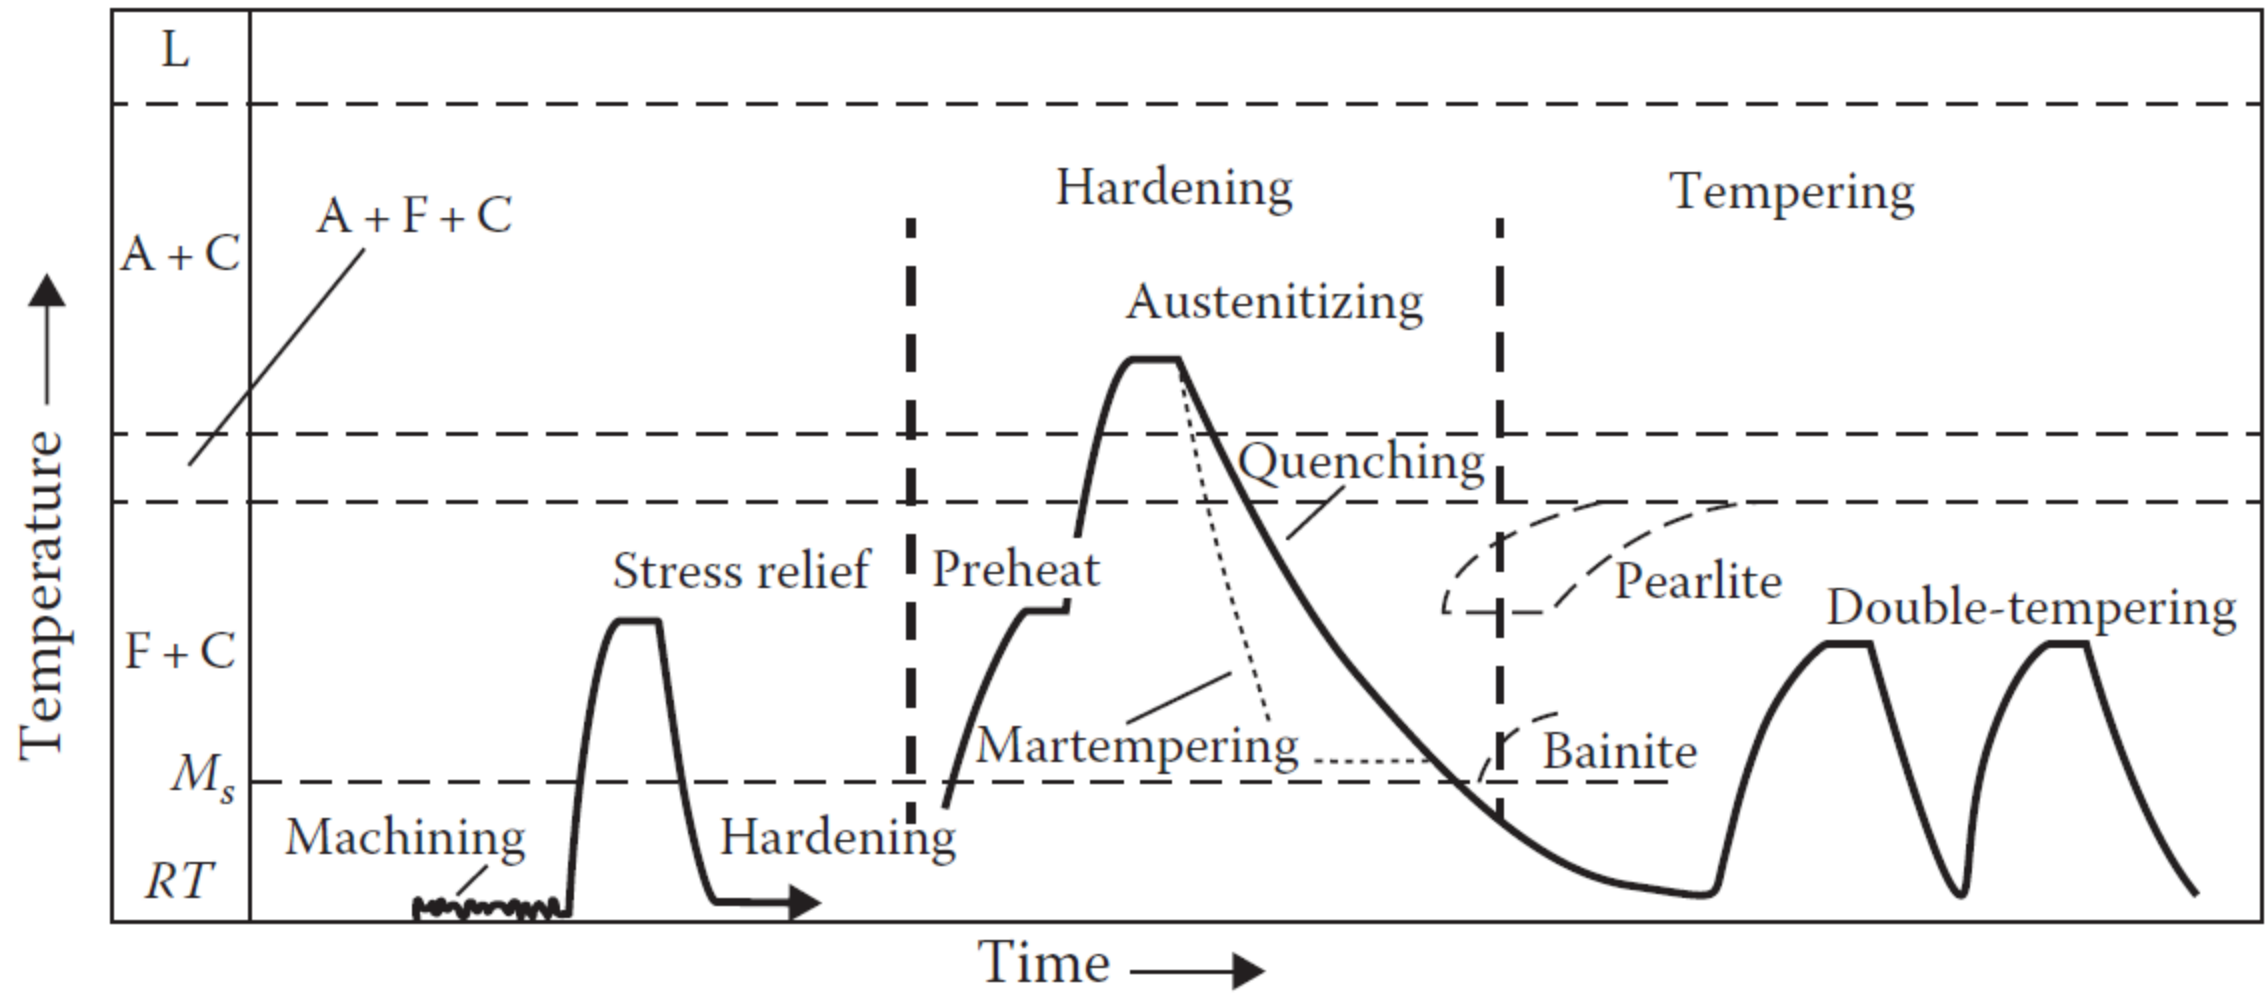 L
Hardening
Tempering
A + F + C
A + C
Austenitizing
Quenching
Stress relief
Preheat
Pearlite
Double-tempering
F + C
Martempering
Bainite
Ms
Machining
Hardening
RT
Temperature
Time